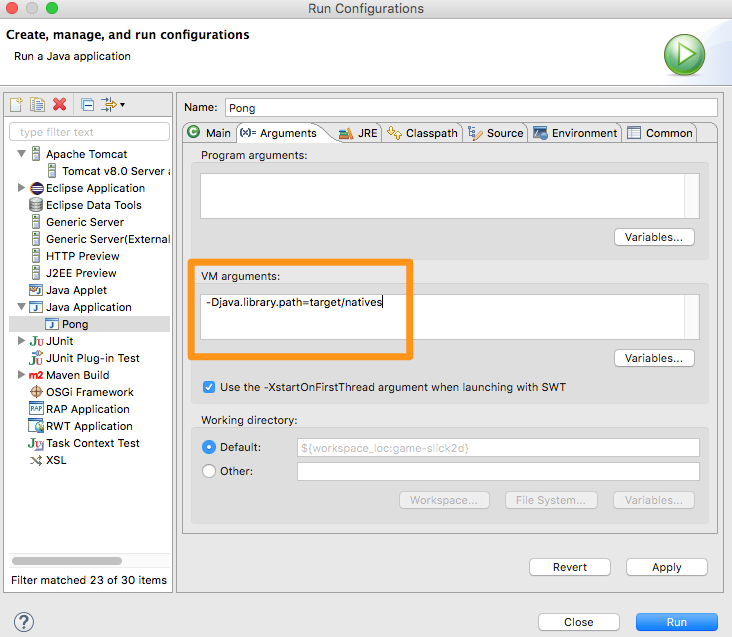 Run Configurations
Create, manage, and run configurations
Run a Java application
type filter text
Apache Tomcat
Tomcat v8.0 Server a
Eclipse Application
Eclipse Data Tools
Generic Server
Generic Server(External
HTTP Preview
J2EE Preview
Java Applet
Java Application
Pong
JUnit
JUnit Plug-in Test
Maven Build
OSGi Framework
RAP Application
RWT Application
Task Context Test
XSL
Filter matched 23 of 30 items
Name: Pong
Main (x)= Arguments JRE Classpath Source Environment Common
Program arguments:
Variables...
VM arguments:
-Djava.library.path=target/natives
Variables...
Use the -XstartOnFirstThread argument when launching with SWT
Working directory:
Default: ${workspace_loc:game-slick2d}
Other:
Workspace... File System... Variables...
Revert Apply
? Close Run